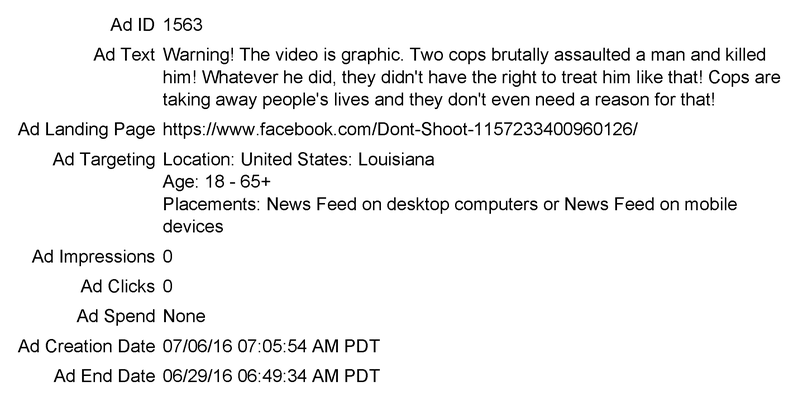 Ad ID 1563
Ad Text Warning! The video is graphic. Two cops brutally assaulted a man and killed
him! Whatever he did, they didn't have the right to treat him like that! Cops are
taking away people's lives and they don't even need a reason for that!
Ad Landing Page https://www.facebook.com/Dont-Shoot-1157233400960126/
Ad Targeting Location: United States: Louisiana
Age: 18 - 65+
Placements: News Feed on desktop computers or News Feed on mobile
devices
Ad Impressions 0
Ad Clicks 0
Ad Spend None
Ad Creation Date 07/06/16 07:05:54 AM PDT
Ad End Date 06/29/16 06:49:34 AM PDT